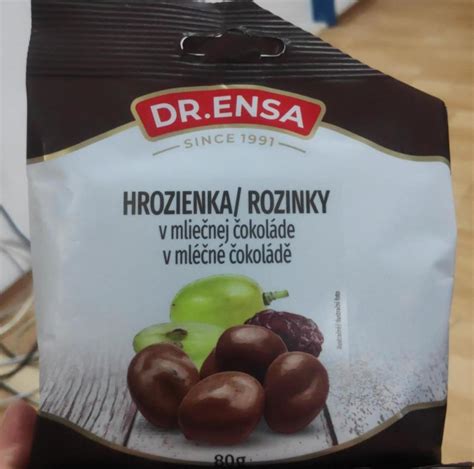 DR.ENSA
SINCE 1991
HROZIENKA/ ROZINKY
v mliečnej čokoláde
v mléčné čokoládě
80g